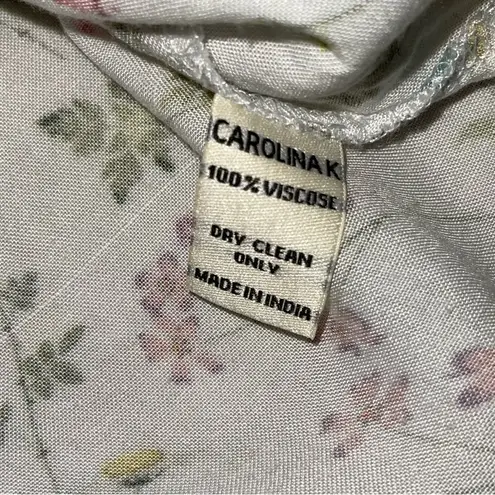 CAROLINA K
100% VISCOSE
DRY CLEAN
ONLY
MADE IN INDIA